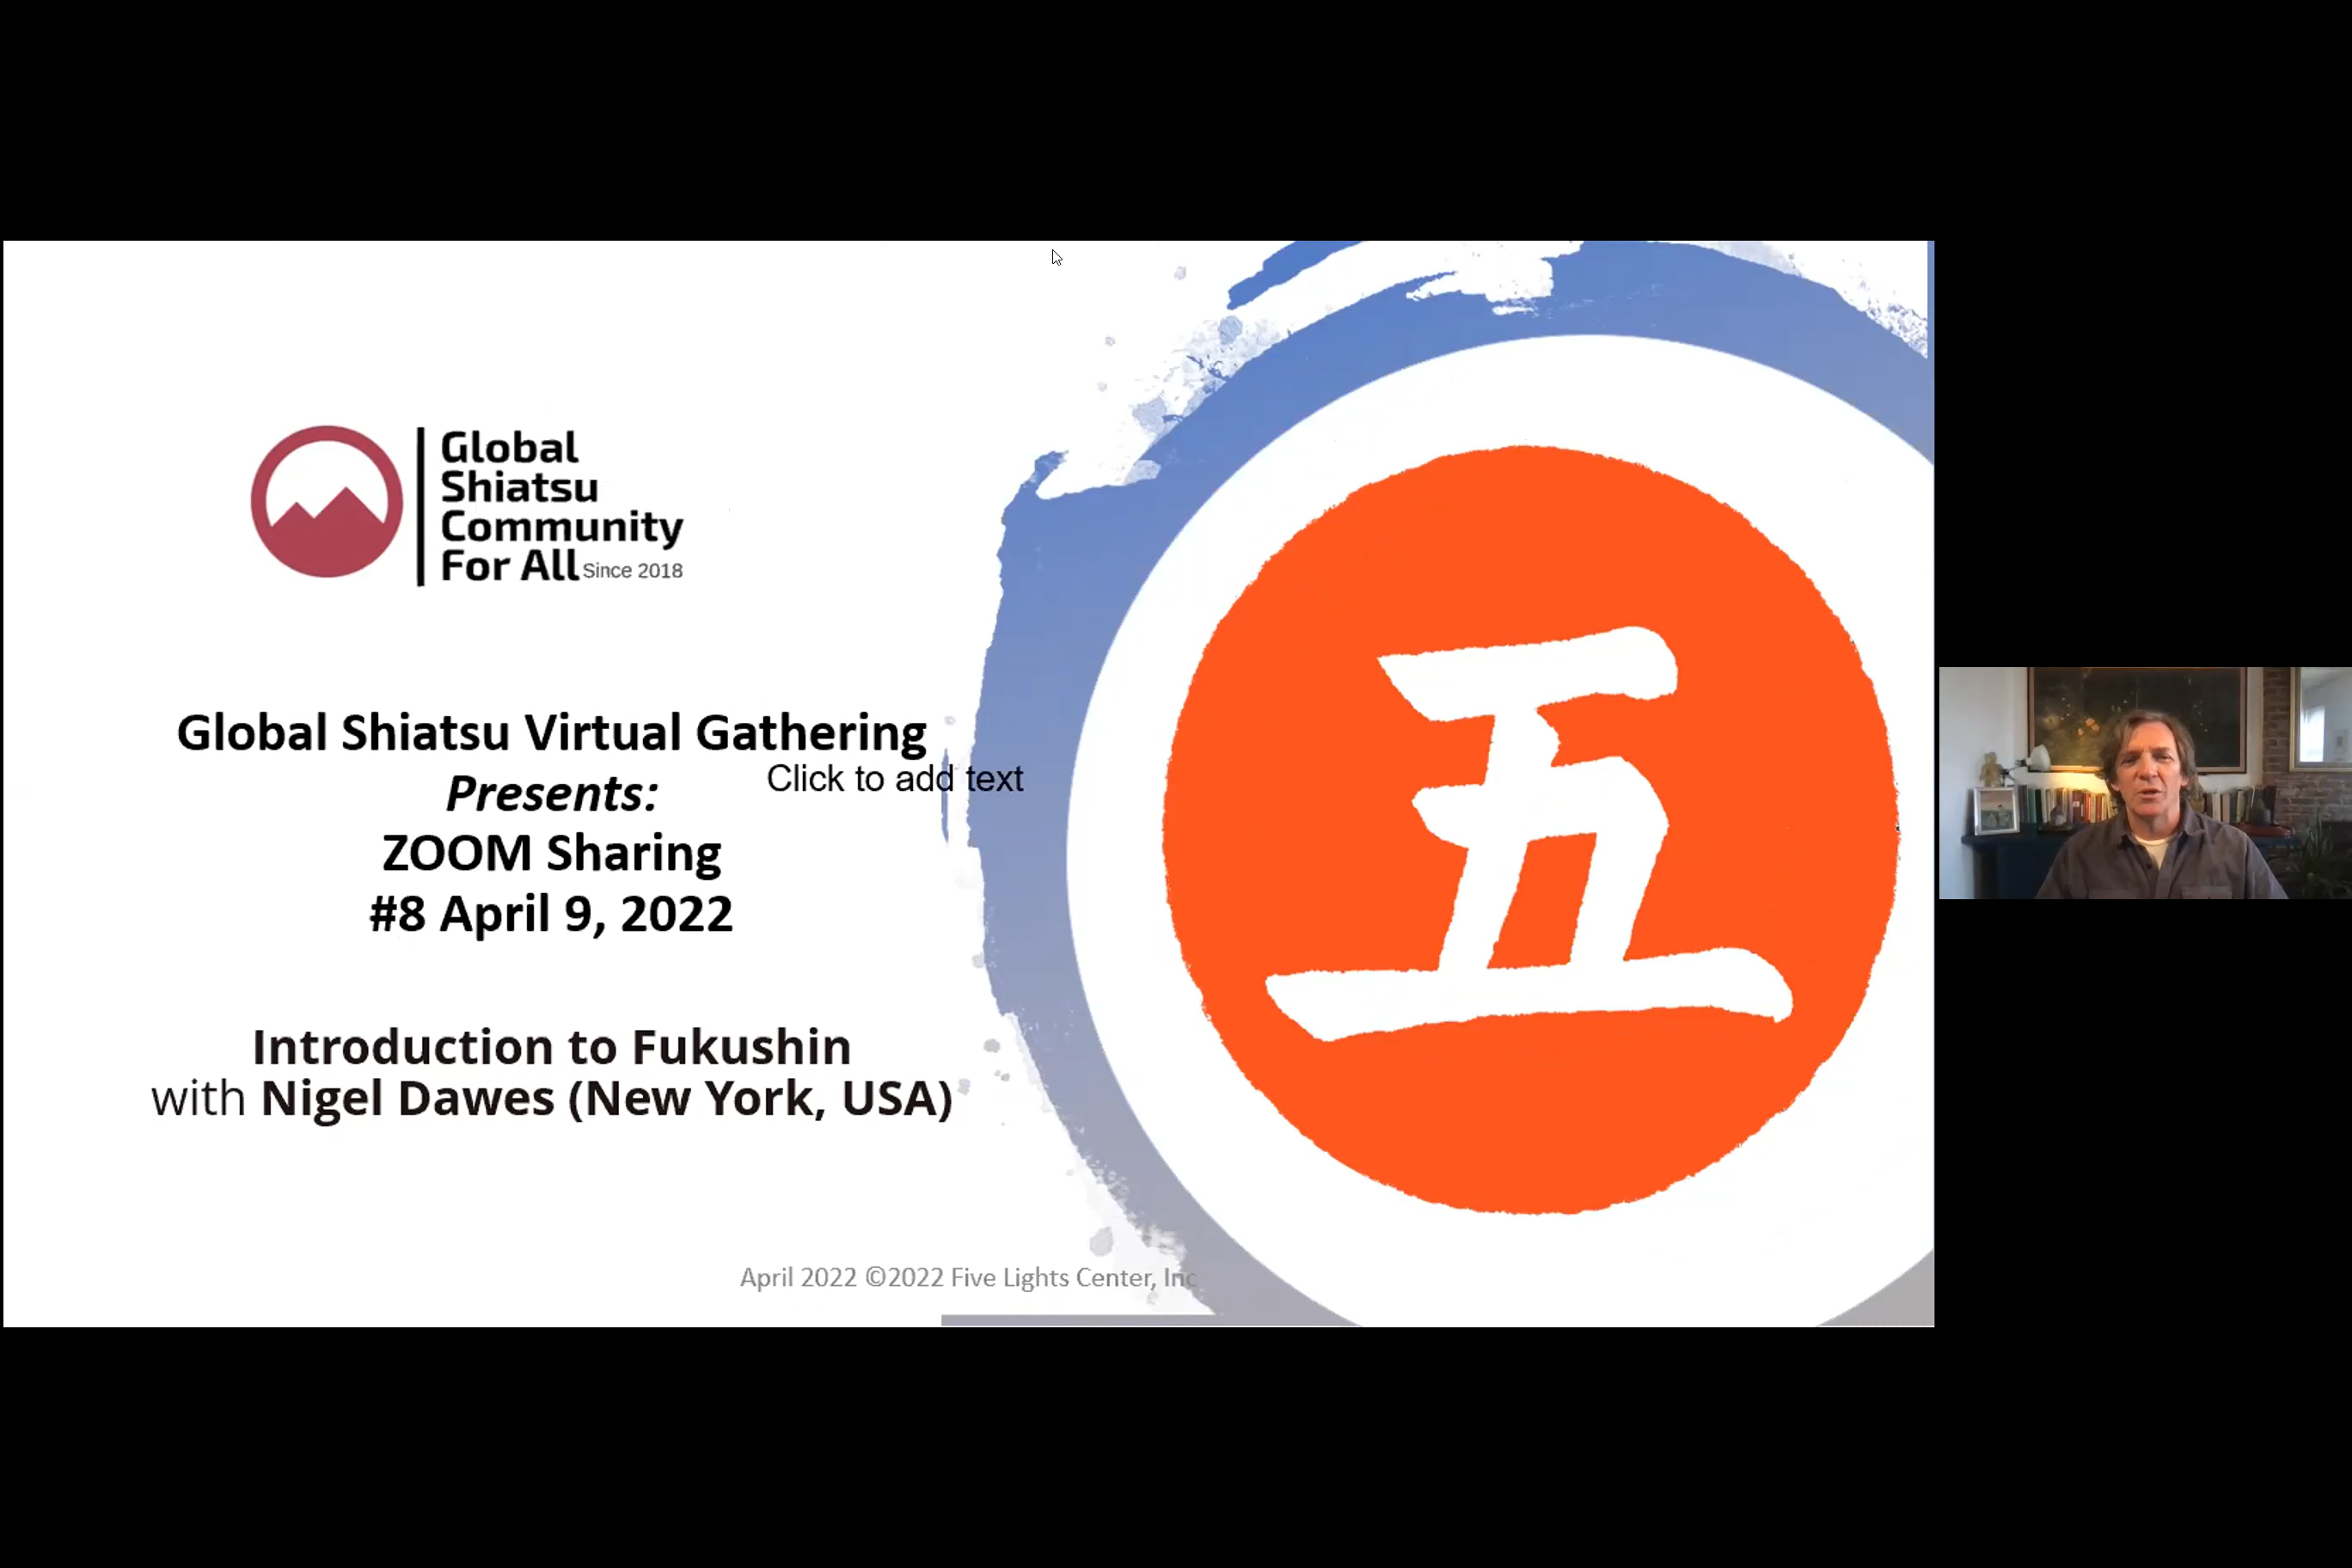 Global
Shiatsu
Community
For All Since 2018
Global Shiatsu Virtual Gathering
Presents:
Click to add text
ZOOM Sharing
#8 April 9, 2022
Introduction to Fukushin
with Nigel Dawes (New York, USA)
五
April 2022 ©2022 Five Lights Center, Inc